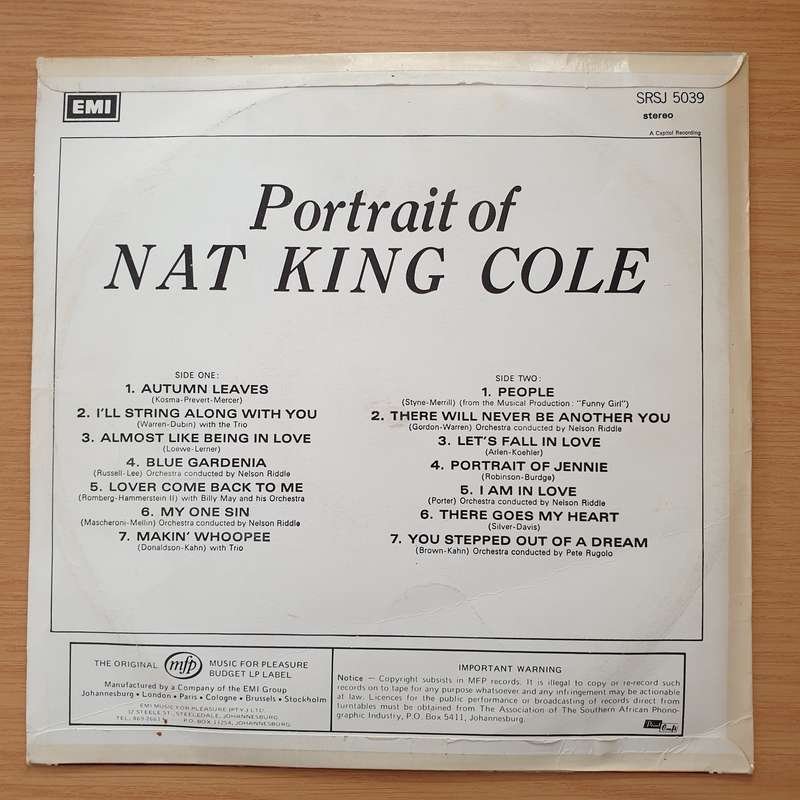 EMI
SRSJ 5039
stereo
A Capitol Recording
Portrait of
NAT KING COLE
SIDE ONE:
1. AUTUMN LEAVES
(Kosma-Prevert-Mercer)
2. I'LL STRING ALONG WITH YOU
(Warren-Dubin) with the Trio
3. ALMOST LIKE BEING IN LOVE
(Loewe-Lerner)
4. BLUE GARDENIA
(Russell-Lee) Orchestra conducted by Nelson Riddle
5. LOVER COME BACK TO ME
(Romberg-Hammerstein II) with Billy May and his Orchestra
6. MY ONE SIN
(Mascheroni-Mellin) Orchestra conducted by Nelson Riddle
7. MAKIN' WHOOPEE
(Donaldson-Kahn) with Trio
SIDE TWO:
1. PEOPLE
(Styne-Merrill) (from the Musical Production: "Funny Girl")
2. THERE WILL NEVER BE ANOTHER YOU
(Gordon-Warren) Orchestra conducted by Nelson Riddle
3. LET'S FALL IN LOVE
(Arlen-Koehler)
4. PORTRAIT OF JENNIE
(Robinson-Burdge)
5. I AM IN LOVE
(Porter) Orchestra conducted by Nelson Riddle
6. THERE GOES MY HEART
(Silver-Davis)
7. YOU STEPPED OUT OF A DREAM
(Brown-Kahn) Orchestra conducted by Pete Rugolo
THE ORIGINAL mfp MUSIC FOR PLEASURE
BUDGET LP LABEL
Manufactured by a Company of the EMI Group
Johannesburg • London • Paris • Cologne • Brussels • Stockholm
EMI MUSIC FOR PLEASURE (PTY.) LTD.
STEELEDALE, JOHANNESBURG
P.O. BOX 11254, JOHANNESBURG
IMPORTANT WARNING
Notice — Copyright subsists in MFP records. It is illegal to copy or re-record such
records on to tape for any purpose whatsoever and any infringement may be actionable
at law. Licences for the public performance or broadcasting of records direct from
turntables must be obtained from The Association of The Southern African Phono-
graphic Industry, P.O. Box 5411, Johannesburg.